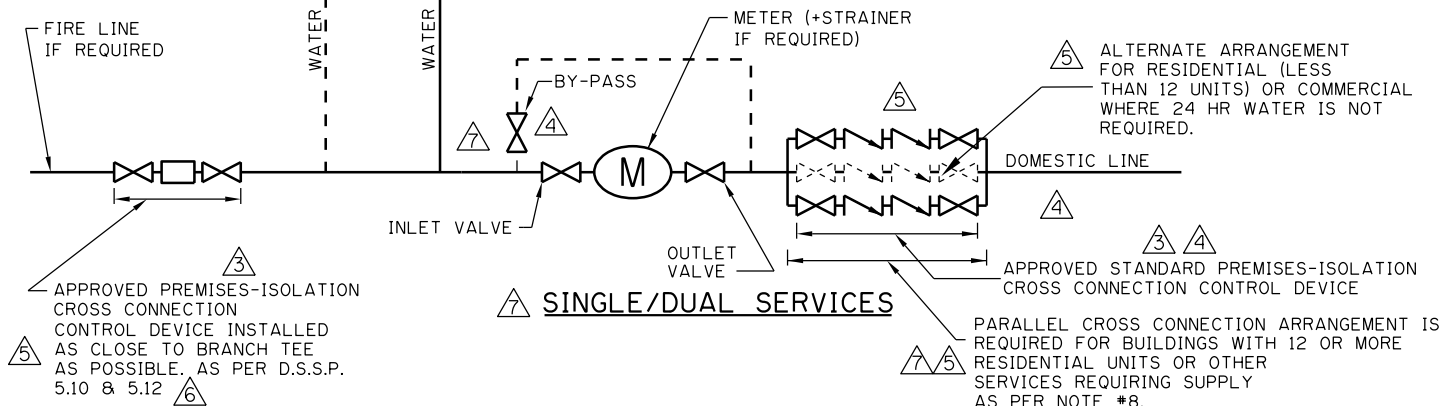 FIRE LINE
IF REQUIRED
WATER
WATER
METER (+STRAINER
IF REQUIRED)
BY-PASS
7
4
5
5
ALTERNATE ARRANGEMENT
FOR RESIDENTIAL (LESS
THAN 12 UNITS) OR COMMERCIAL
WHERE 24 HR WATER IS NOT
REQUIRED.
M
DOMESTIC LINE
4
INLET VALVE
OUTLET
VALVE
3
APPROVED PREMISES-ISOLATION
CROSS CONNECTION
CONTROL DEVICE INSTALLED
5
AS CLOSE TO BRANCH TEE
AS POSSIBLE. AS PER D.S.S.P.
5.10 & 5.12
6
7
SINGLE/DUAL SERVICES
3
4
APPROVED STANDARD PREMISES-ISOLATION
CROSS CONNECTION CONTROL DEVICE
PARALLEL CROSS CONNECTION ARRANGEMENT IS
REQUIRED FOR BUILDINGS WITH 12 OR MORE
7
5
RESIDENTIAL UNITS OR OTHER
SERVICES REQUIRING SUPPLY
AS PER NOTE #8.